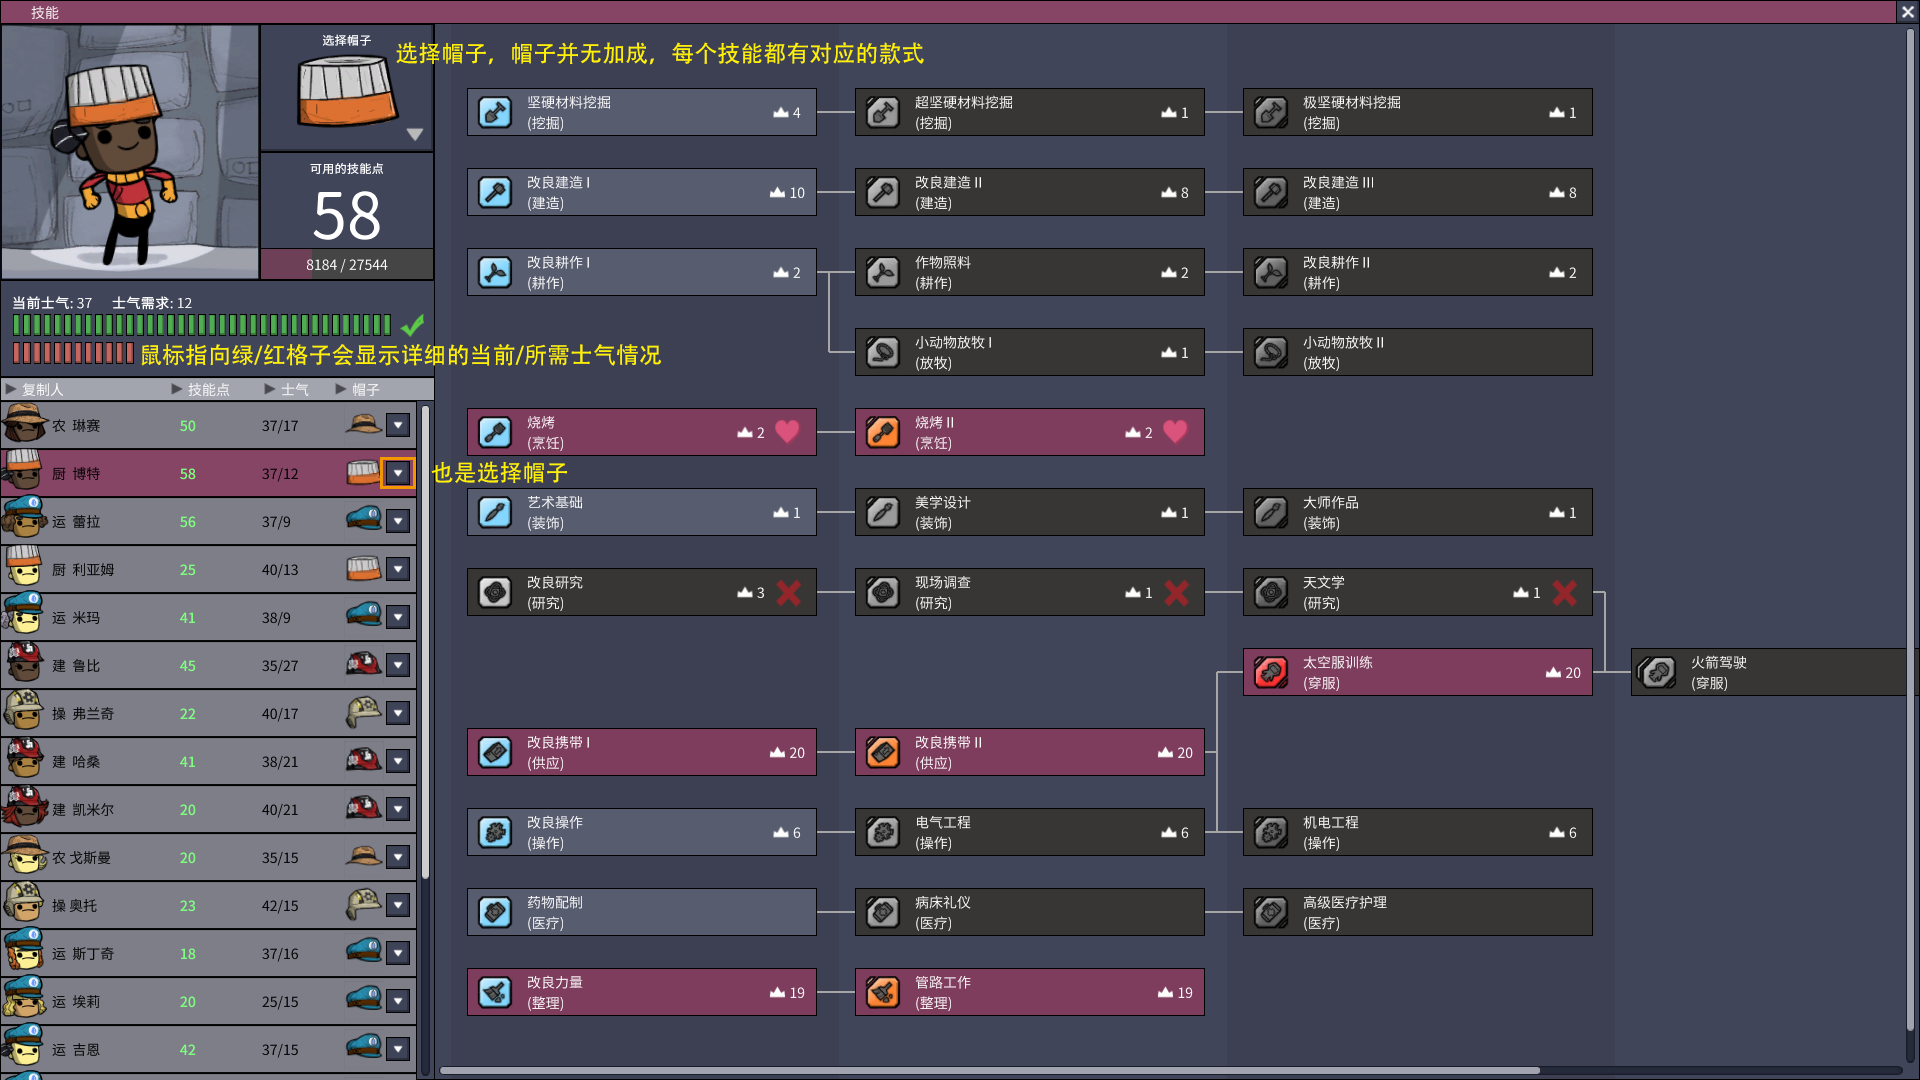 技能
选择帽子
选择帽子，帽子并无加成，每个技能都有对应的款式
可用的技能点
58
8184 / 27544
当前士气: 37 士气需求: 12
鼠标指向绿/红格子会显示详细的当前/所需士气情况
复制人 技能点 士气 帽子
农 琳赛 50 37/17
厨 博特 58 37/12
也是选择帽子
运 蕾拉 56 37/9
厨 利亚姆 25 40/13
运 米玛 41 38/9
建 鲁比 45 35/27
操 弗兰奇 22 40/17
建 哈桑 41 38/21
建 凯米尔 20 40/21
农 戈斯曼 20 35/15
操 奥托 23 42/15
运 斯丁奇 18 37/16
运 埃莉 20 25/15
运 吉恩 42 37/15
坚硬材料挖掘 4
(挖掘)
超坚硬材料挖掘 1
(挖掘)
极坚硬材料挖掘 1
(挖掘)
改良建造 I 10
(建造)
改良建造 II 8
(建造)
改良建造 III 8
(建造)
改良耕作 I 2
(耕作)
作物照料 2
(耕作)
改良耕作 II 2
(耕作)
小动物放牧 I 1
(放牧)
小动物放牧 II
(放牧)
烧烤 2
(烹饪)
烧烤 II 2
(烹饪)
艺术基础 1
(装饰)
美学设计 1
(装饰)
大师作品 1
(装饰)
改良研究 3
(研究)
现场调查 1
(研究)
天文学 1
(研究)
太空服训练 20
(穿服)
火箭驾驶
(穿服)
改良携带 I 20
(供应)
改良携带 II 20
(供应)
改良操作 6
(操作)
电气工程 6
(操作)
机电工程 6
(操作)
药物配制
(医疗)
病床礼仪
(医疗)
高级医疗护理
(医疗)
改良力量 19
(整理)
管路工作 19
(整理)